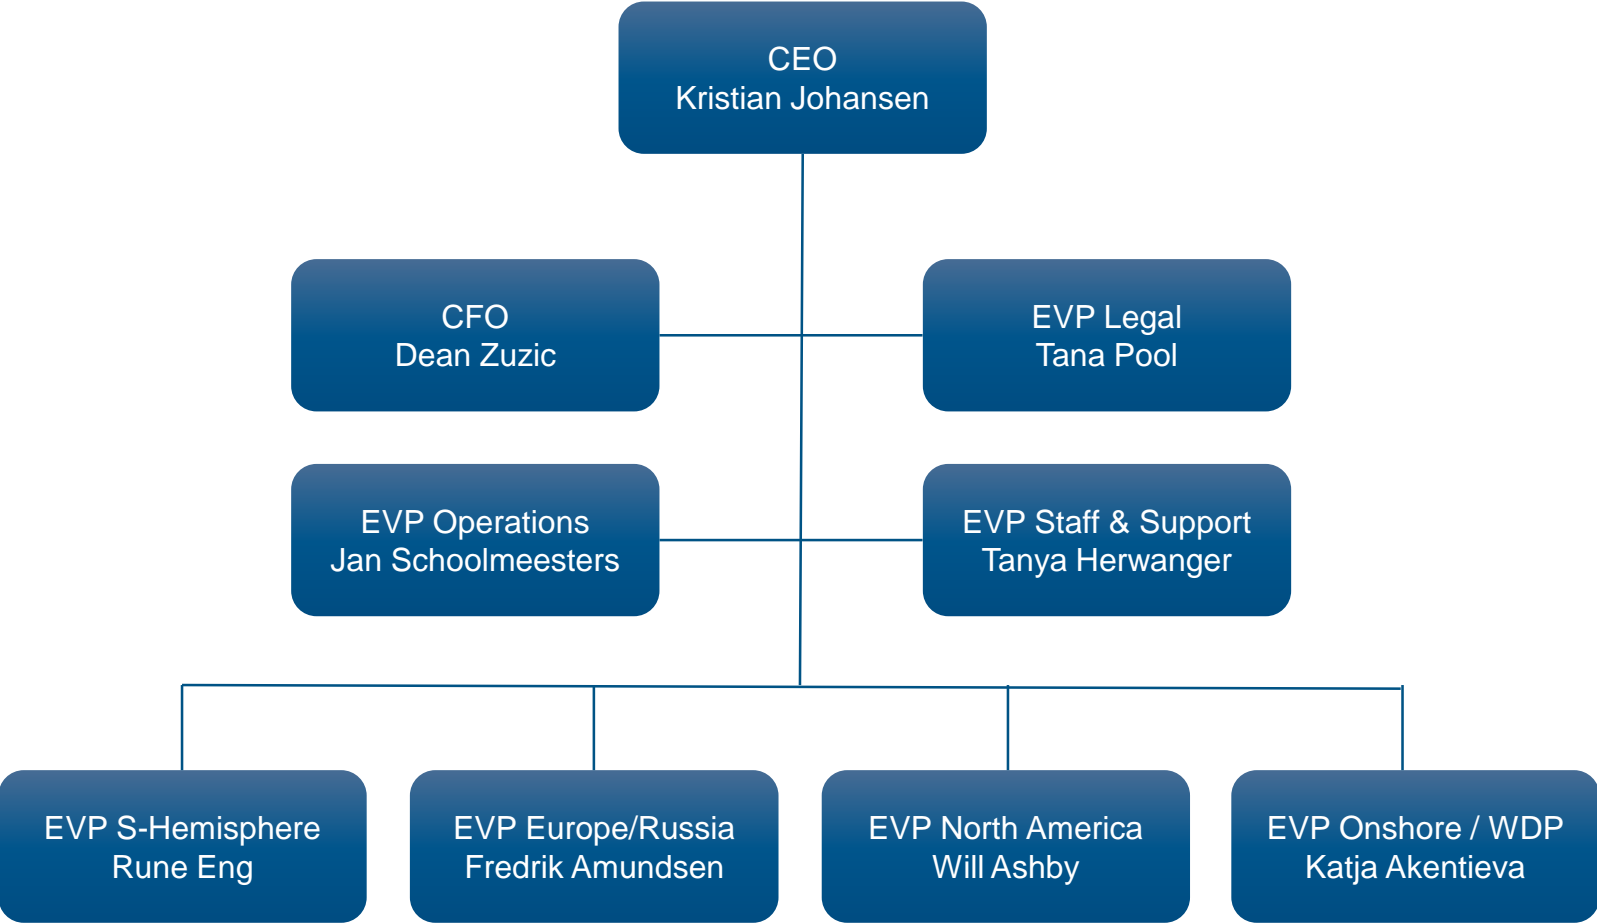 CEO
Kristian Johansen
CFO
Dean Zuzic
EVP Legal
Tana Pool
EVP Operations
Jan Schoolmeesters
EVP Staff & Support
Tanya Herwanger
EVP S-Hemisphere
Rune Eng
EVP Europe/Russia
Fredrik Amundsen
EVP North America
Will Ashby
EVP Onshore / WDP
Katja Akentieva